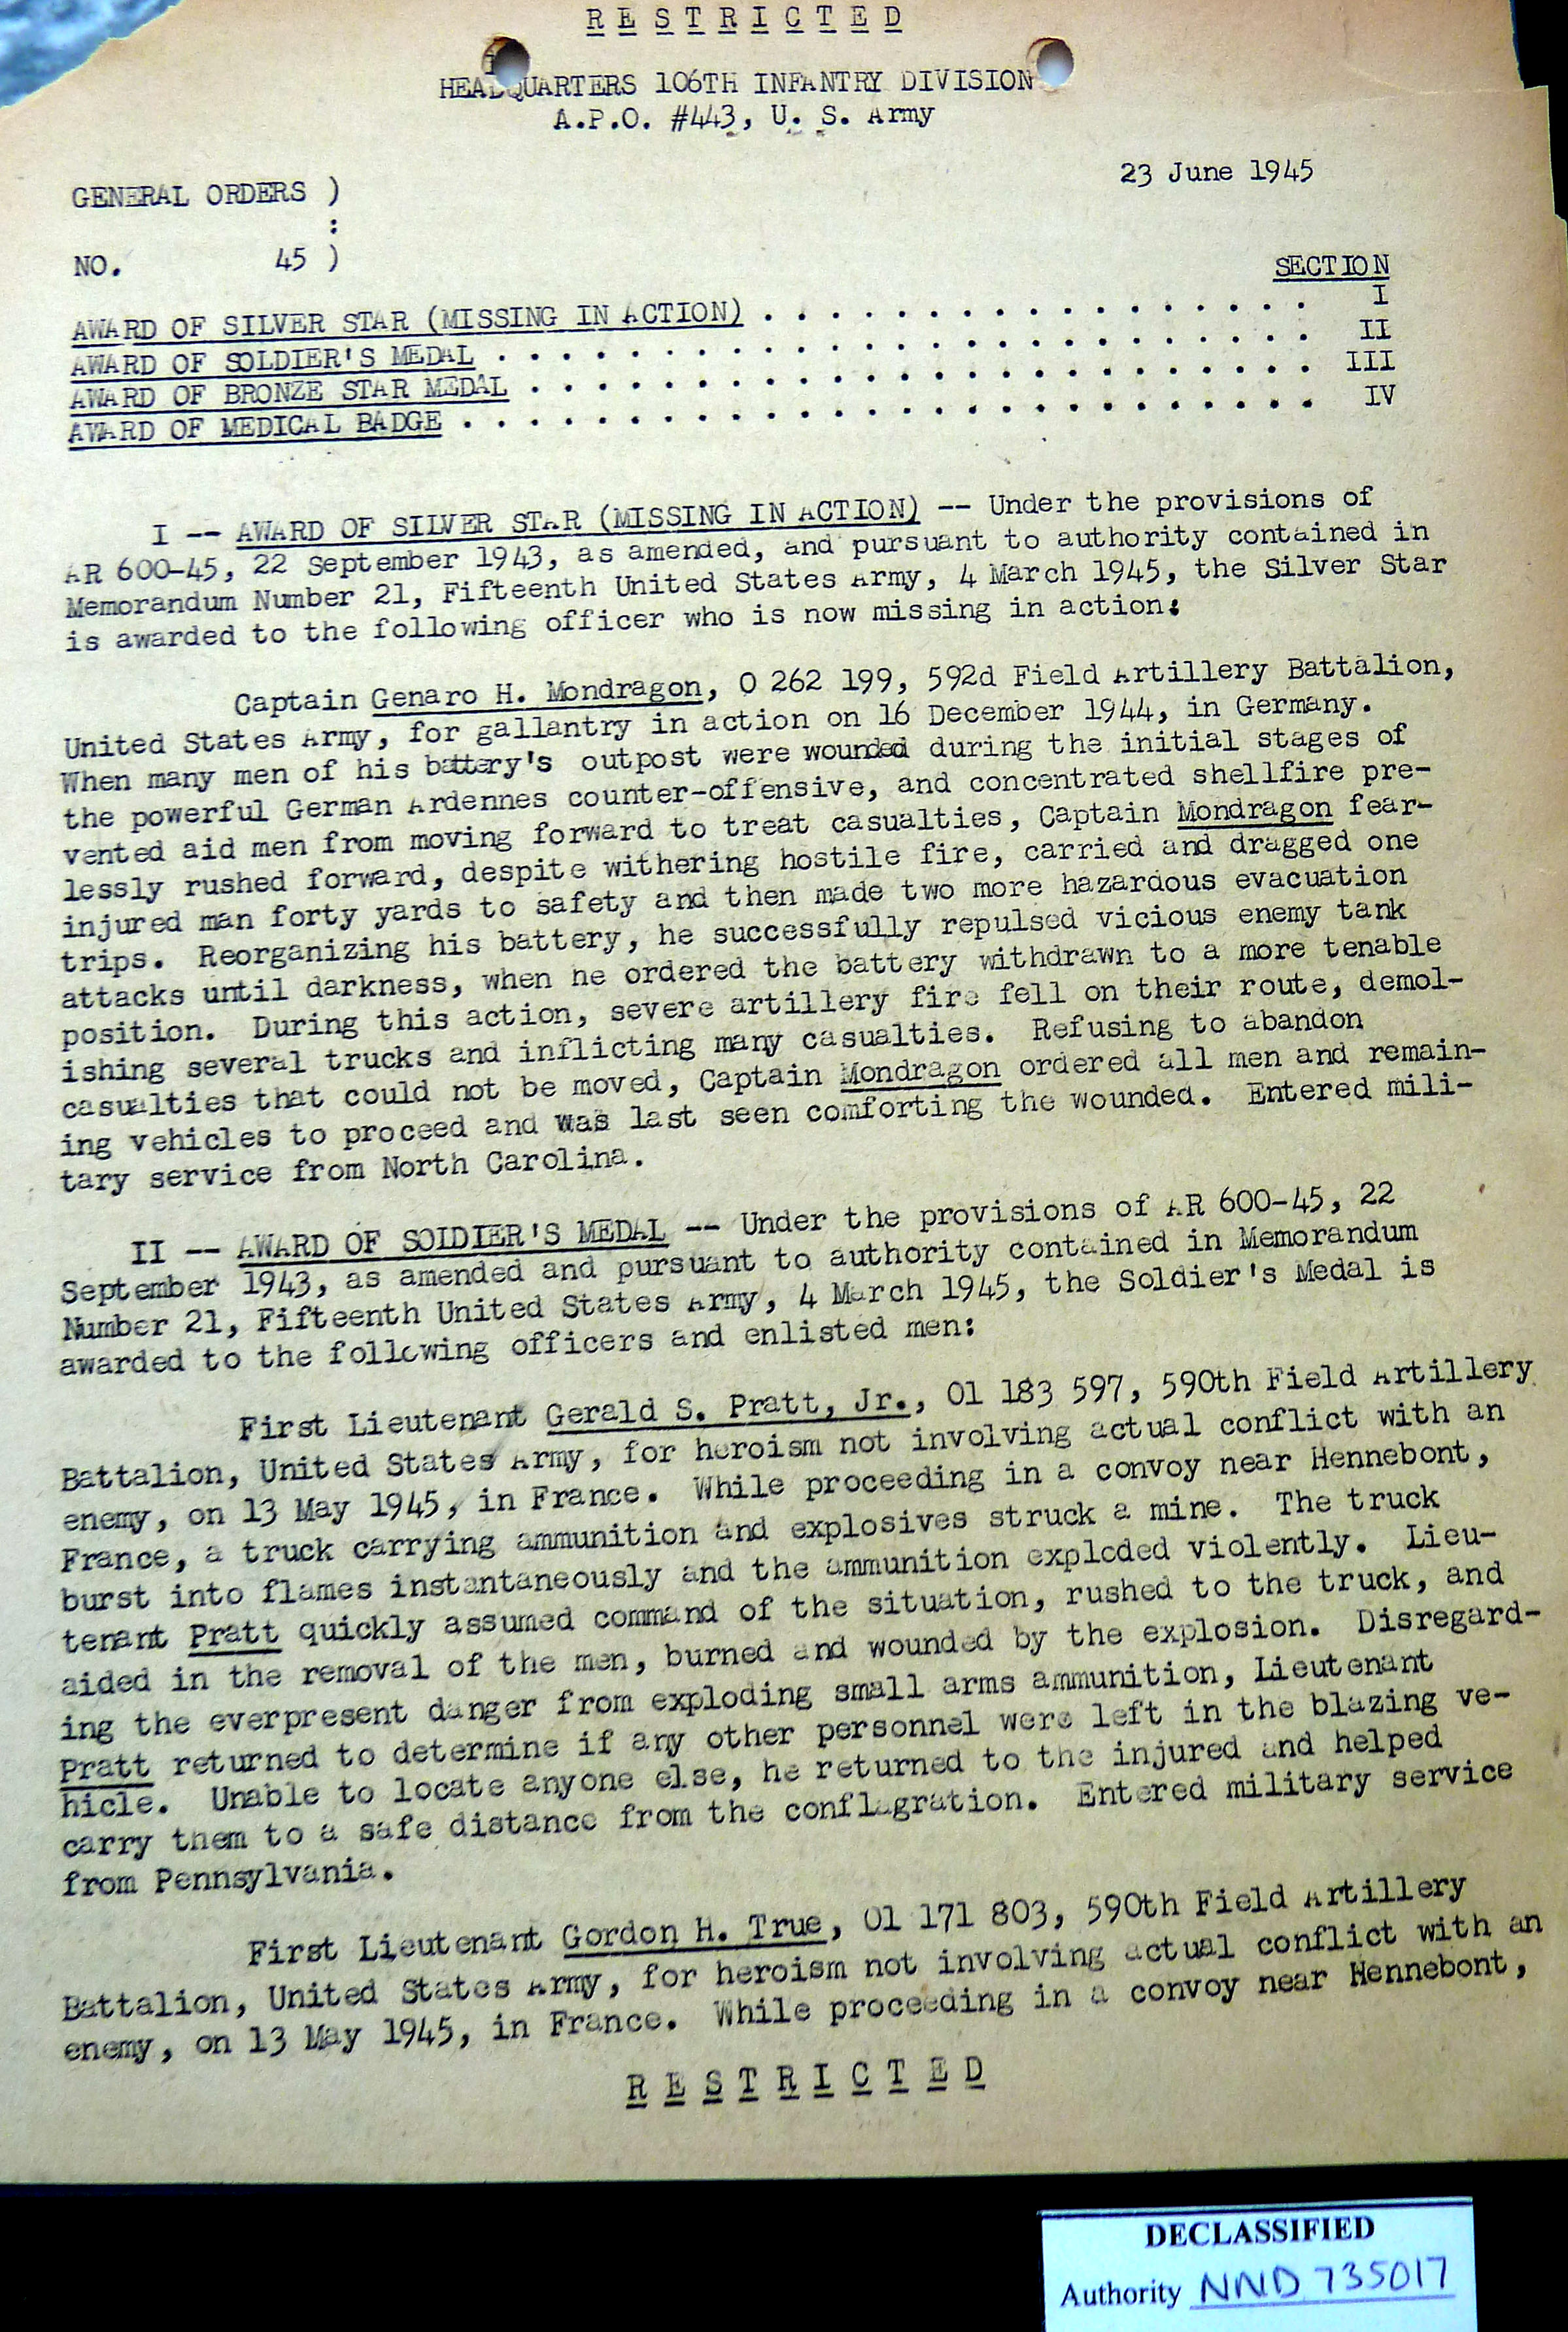 R E S T R I C T E D
HEADQUARTERS 106TH INFANTRY DIVISION
A.P.O. #443, U. S. Army
23 June 1945
GENERAL ORDERS )
:
NO. 45 )
SECTION
AWARD OF SILVER STAR (MISSING IN ACTION) . . . . . . . . . . . . . . . . I
AWARD OF SOLDIER'S MEDAL . . . . . . . . . . . . . . . . . . . . . . . . II
AWARD OF BRONZE STAR MEDAL . . . . . . . . . . . . . . . . . . . . . . . III
AWARD OF MEDICAL BADGE . . . . . . . . . . . . . . . . . . . . . . . . . IV
I -- AWARD OF SILVER STAR (MISSING IN ACTION) -- Under the provisions of
AR 600-45, 22 September 1943, as amended, and pursuant to authority contained in
Memorandum Number 21, Fifteenth United States Army, 4 March 1945, the Silver Star
is awarded to the following officer who is now missing in action:
Captain Genaro H. Mondragon, O 262 199, 592d Field Artillery Battalion,
United States Army, for gallantry in action on 16 December 1944, in Germany.
When many men of his battery's outpost were wounded during the initial stages of
the powerful German Ardennes counter-offensive, and concentrated shellfire pre-
vented aid men from moving forward to treat casualties, Captain Mondragon fear-
lessly rushed forward, despite withering hostile fire, carried and dragged one
injured man forty yards to safety and then made two more hazardous evacuation
trips. Reorganizing his battery, he successfully repulsed vicious enemy tank
attacks until darkness, when he ordered the battery withdrawn to a more tenable
position. During this action, severe artillery fire fell on their route, demol-
ishing several trucks and inflicting many casualties. Refusing to abandon
casualties that could not be moved, Captain Mondragon ordered all men and remain-
ing vehicles to proceed and was last seen comforting the wounded. Entered mili-
tary service from North Carolina.
II -- AWARD OF SOLDIER'S MEDAL -- Under the provisions of AR 600-45, 22
September 1943, as amended and pursuant to authority contained in Memorandum
Number 21, Fifteenth United States Army, 4 March 1945, the Soldier's Medal is
awarded to the following officers and enlisted men:
First Lieutenant Gerald S. Pratt, Jr., O1 183 597, 590th Field Artillery
Battalion, United States Army, for heroism not involving actual conflict with an
enemy, on 13 May 1945, in France. While proceeding in a convoy near Hennebont,
France, a truck carrying ammunition and explosives struck a mine. The truck
burst into flames instantaneously and the ammunition exploded violently. Lieu-
tenant Pratt quickly assumed command of the situation, rushed to the truck, and
aided in the removal of the men, burned and wounded by the explosion. Disregard-
ing the everpresent danger from exploding small arms ammunition, Lieutenant
Pratt returned to determine if any other personnel were left in the blazing ve-
hicle. Unable to locate anyone else, he returned to the injured and helped
carry them to a safe distance from the conflagration. Entered military service
from Pennsylvania.
First Lieutenant Gordon H. True, O1 171 803, 590th Field Artillery
Battalion, United States Army, for heroism not involving actual conflict with an
enemy, on 13 May 1945, in France. While proceeding in a convoy near Hennebont,
R E S T R I C T E D
DECLASSIFIED
Authority NND 735017